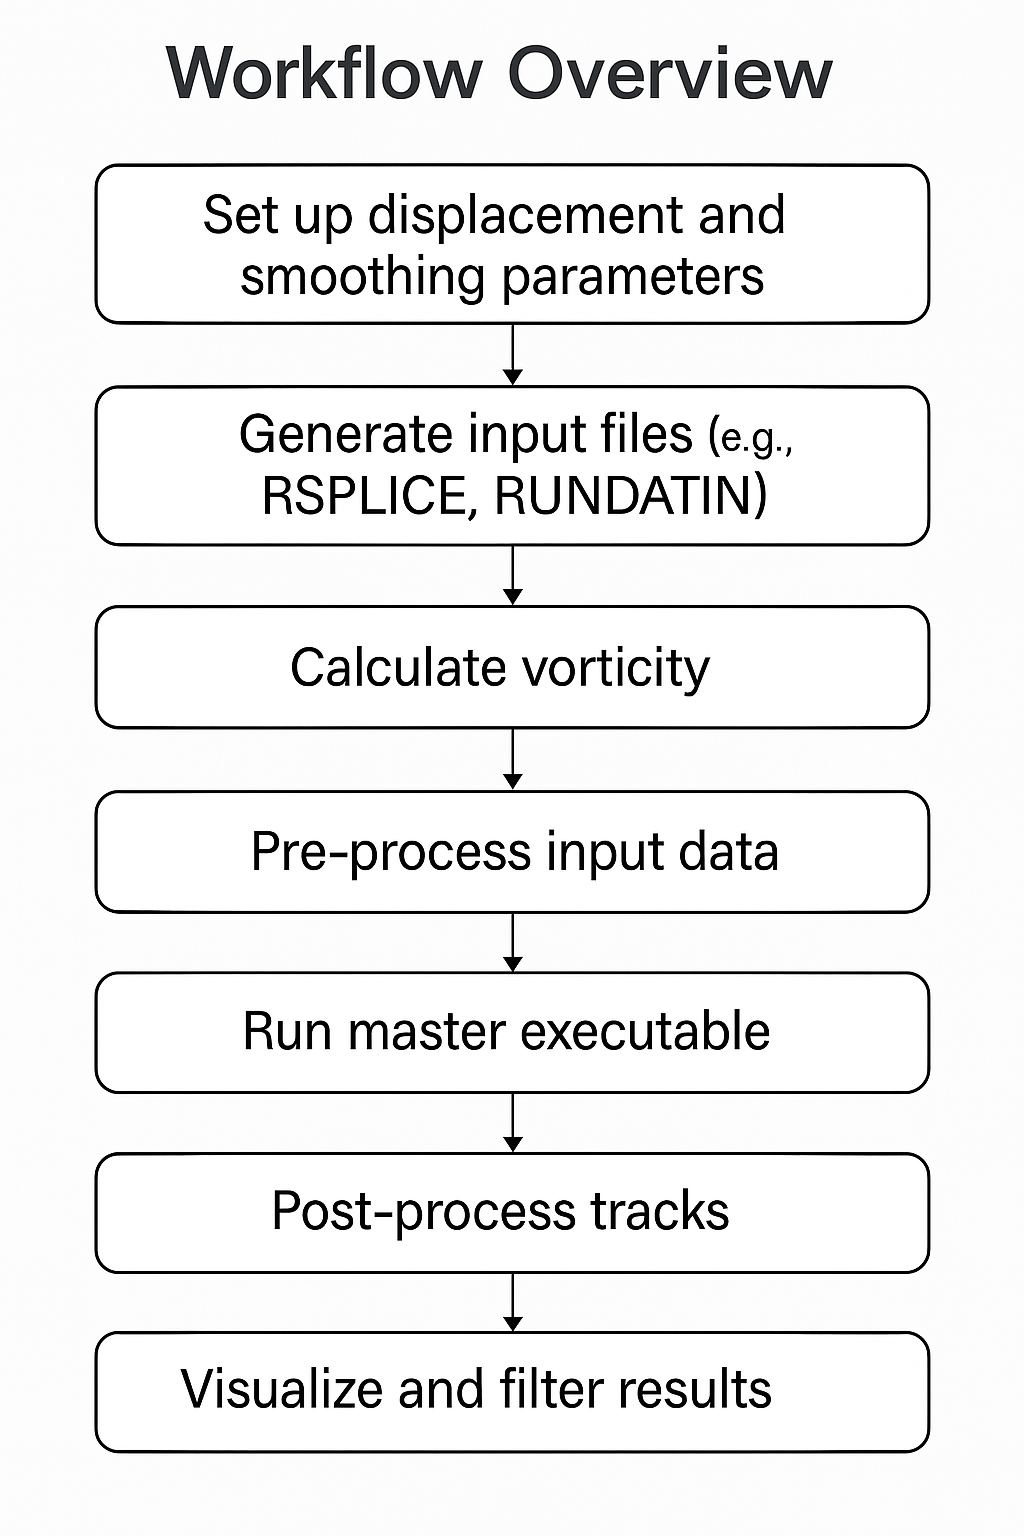 Workflow Overview
Set up displacement and
smoothing parameters
Generate input files (e.g.,
RSPLICE, RUNDATIN)
Calculate vorticity
Pre-process input data
Run master executable
Post-process tracks
Visualize and filter results